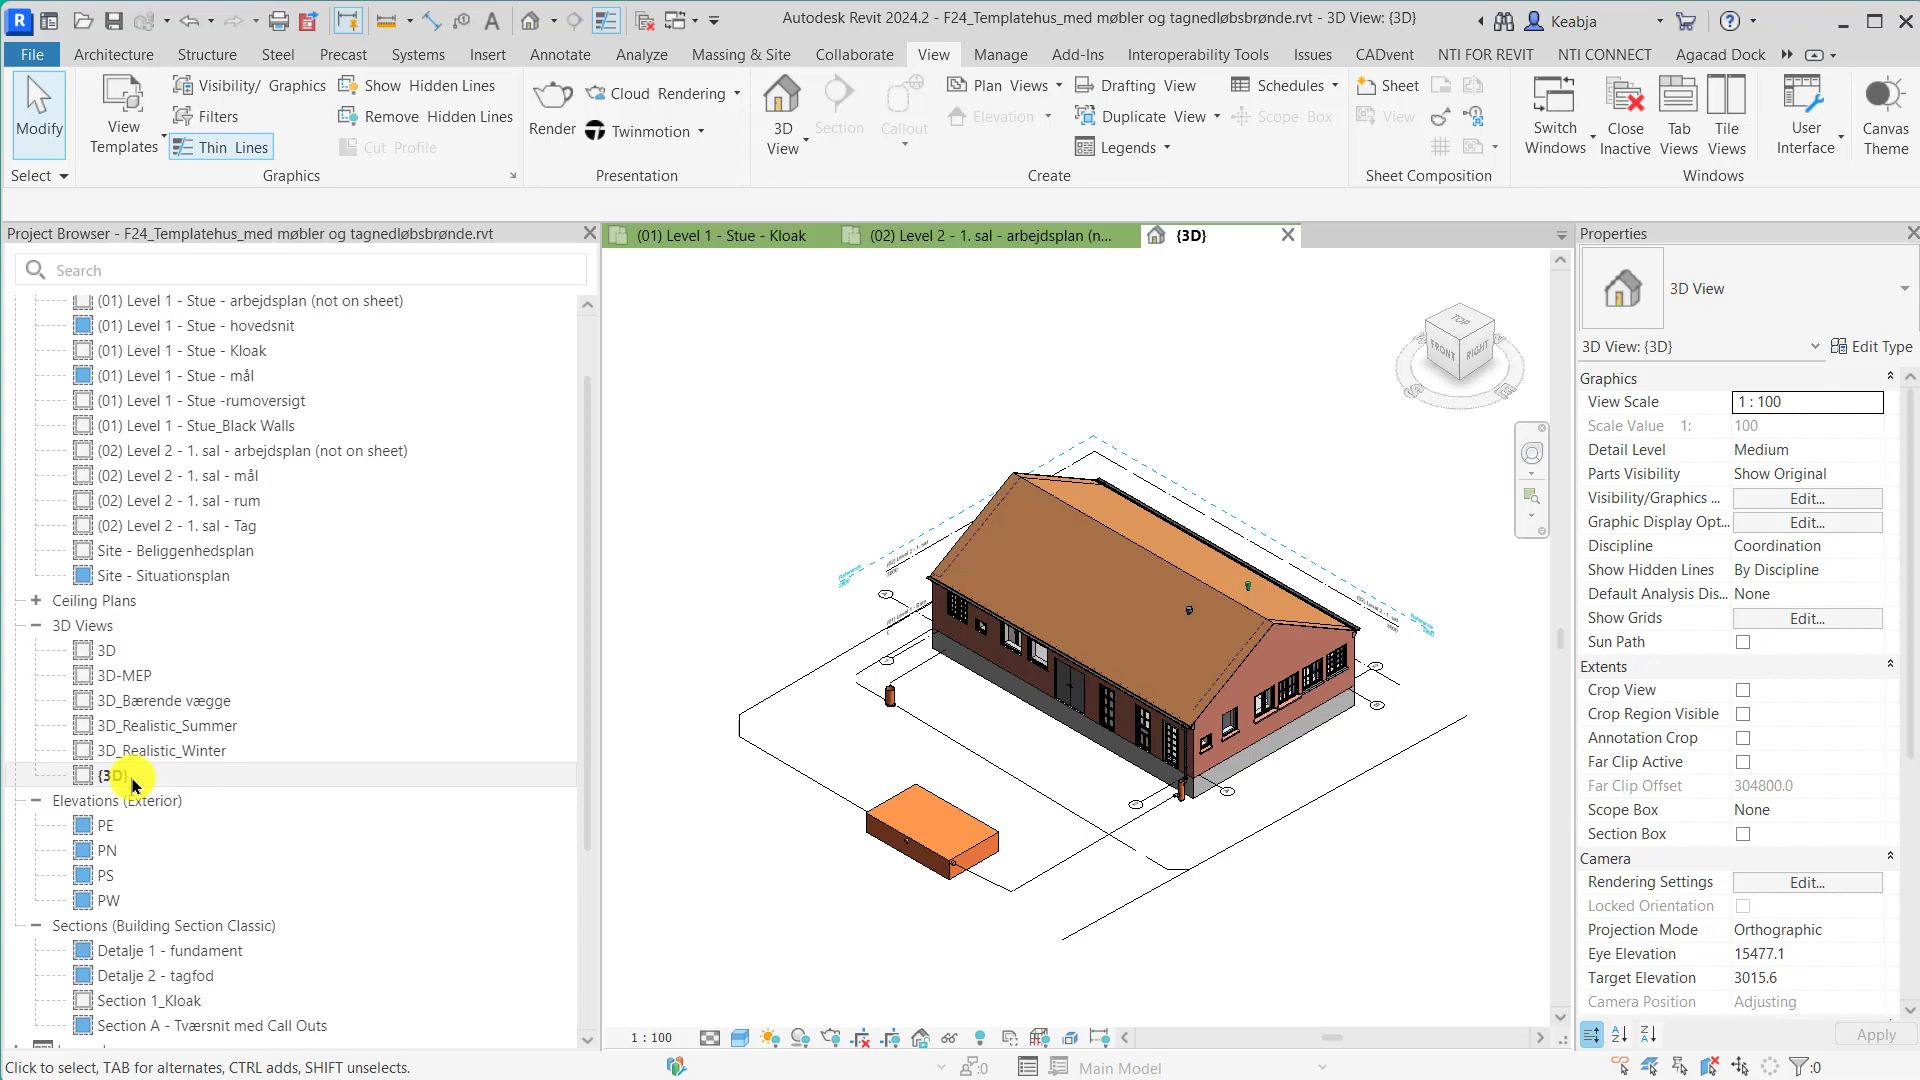 Autodesk Revit 2024.2 - F24_Templatehus_med møbler og tagnedløbsbrønde.rvt - 3D View: {3D}
Keabja
File Architecture Structure Steel Precast Systems Insert Annotate Analyze Massing & Site Collaborate View Manage Add-Ins Interoperability Tools Issues CADvent NTI FOR REVIT NTI CONNECT Agacad Dock
Modify
View Templates
Visibility/ Graphics
Filters
Thin Lines
Show Hidden Lines
Remove Hidden Lines
Cut Profile
Render
Cloud Rendering
Twinmotion
3D View
Section
Callout
Plan Views
Elevation
Drafting View
Duplicate View
Legends
Schedules
Scope Box
Sheet
View
Switch Windows
Close Inactive
Tab Views
Tile Views
User Interface
Canvas Theme
Select
Graphics
Presentation
Create
Sheet Composition
Windows
Project Browser - F24_Templatehus_med møbler og tagnedløbsbrønde.rvt
Search
(01) Level 1 - Stue - arbejdsplan (not on sheet)
(01) Level 1 - Stue - hovedsnit
(01) Level 1 - Stue - Kloak
(01) Level 1 - Stue - mål
(01) Level 1 - Stue -rumoversigt
(01) Level 1 - Stue_Black Walls
(02) Level 2 - 1. sal - arbejdsplan (not on sheet)
(02) Level 2 - 1. sal - mål
(02) Level 2 - 1. sal - rum
(02) Level 2 - 1. sal - Tag
Site - Beliggenhedsplan
Site - Situationsplan
Ceiling Plans
3D Views
3D
3D-MEP
3D_Bærende vægge
3D_Realistic_Summer
3D_Realistic_Winter
{3D}
Elevations (Exterior)
PE
PN
PS
PW
Sections (Building Section Classic)
Detalje 1 - fundament
Detalje 2 - tagfod
Section 1_Kloak
Section A - Tværsnit med Call Outs
(01) Level 1 - Stue - Kloak
(02) Level 2 - 1. sal - arbejdsplan (n...
{3D}
TOP
FRONT
RIGHT
S
E
1 : 100
Properties
3D View
3D View: {3D}
Edit Type
Graphics
View Scale 1 : 100
Scale Value 1: 100
Detail Level Medium
Parts Visibility Show Original
Visibility/Graphics ... Edit...
Graphic Display Opt... Edit...
Discipline Coordination
Show Hidden Lines By Discipline
Default Analysis Dis... None
Show Grids Edit...
Sun Path
Extents
Crop View
Crop Region Visible
Annotation Crop
Far Clip Active
Far Clip Offset 304800.0
Scope Box None
Section Box
Camera
Rendering Settings Edit...
Locked Orientation
Projection Mode Orthographic
Eye Elevation 15477.1
Target Elevation 3015.6
Camera Position Adjusting
Apply
Click to select, TAB for alternates, CTRL adds, SHIFT unselects.
:0
Main Model
:0